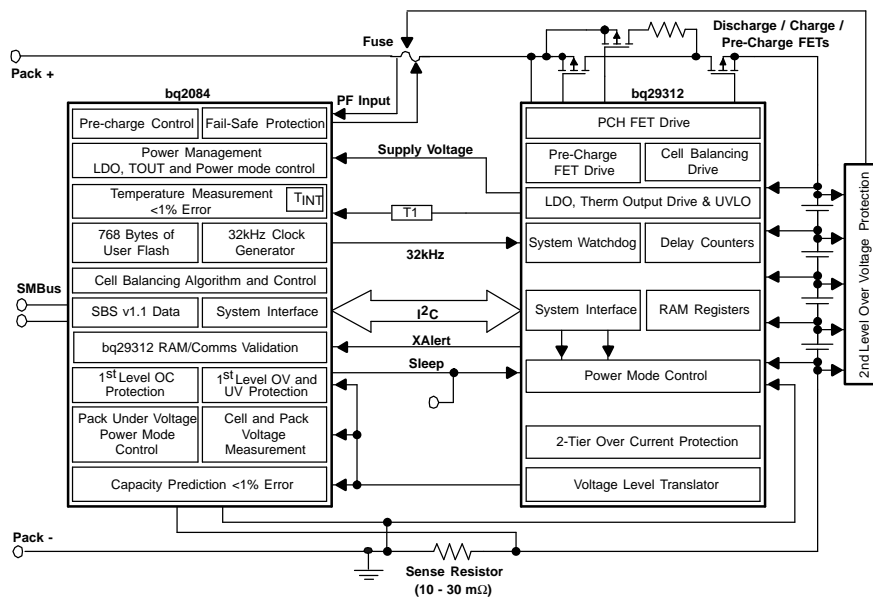 Discharge / Charge /
Pre-Charge FETs
Fuse
Pack +
bq2084
bq29312
PF Input
Pre-charge Control
Fail-Safe Protection
PCH FET Drive
Power Management
LDO, TOUT and Power mode control
Supply Voltage
Pre-Charge
FET Drive
Cell Balancing
Drive
Temperature Measurement
<1% Error
TINT
T1
LDO, Therm Output Drive & UVLO
768 Bytes of
User Flash
32kHz Clock
Generator
32kHz
System Watchdog
Delay Counters
Cell Balancing Algorithm and Control
SMBus
SBS v1.1 Data
System Interface
I2C
System Interface
RAM Registers
bq29312 RAM/Comms Validation
XAlert
Sleep
1st Level OC
Protection
1st Level OV and
UV Protection
Power Mode Control
Pack Under Voltage
Power Mode
Control
Cell and Pack
Voltage
Measurement
2-Tier Over Current Protection
Capacity Prediction <1% Error
Voltage Level Translator
2nd Level Over Voltage Protection
Pack -
Sense Resistor
(10 - 30 mΩ)